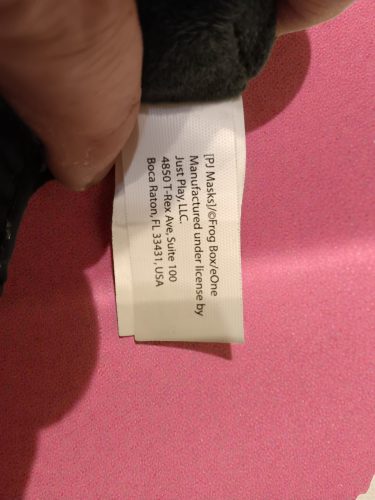 [PJ Masks]/©Frog Box/eOne
Manufactured under license by
Just Play, LLC.
4850 T-Rex Ave, Suite 100
Boca Raton, FL 33431, USA